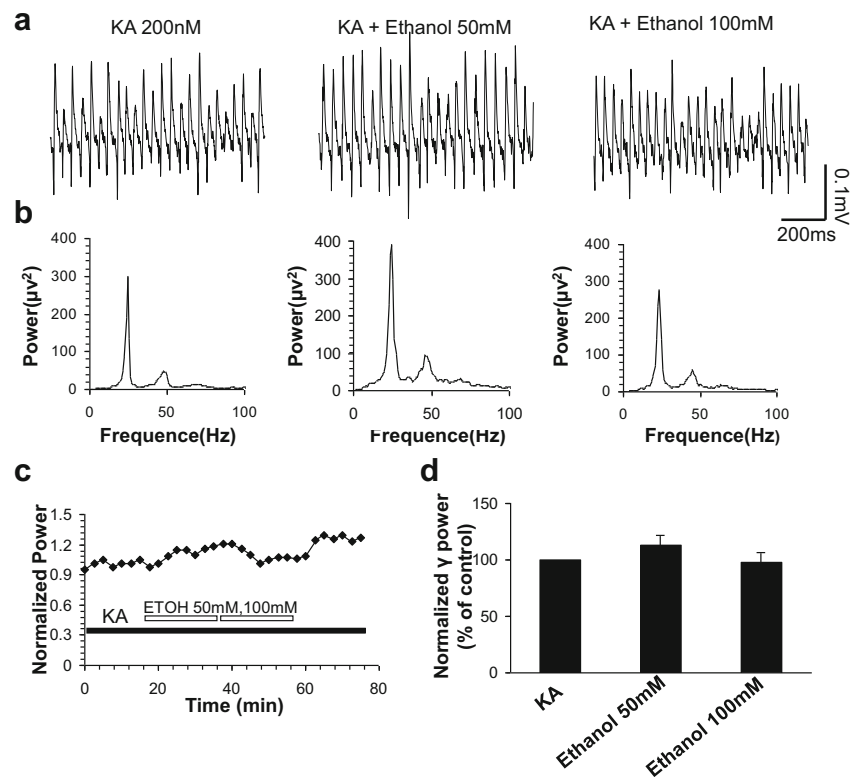 a
KA 200nM
KA + Ethanol 50mM
KA + Ethanol 100mM
0.1mV
200ms
b
Power(μv²)
400
300
200
100
0
0 50 100
Frequence(Hz)
Power(μv²)
400
300
200
100
0
0 50 100
Frequence(Hz)
Power(μv²)
400
300
200
100
0
0 50 100
Frequence(Hz)
c
Normalized Power
1.5
1.2
0.9
0.6
0.3
0
KA
ETOH 50mM,100mM
0 20 40 60 80
Time (min)
d
Normalized γ power
(% of control)
150
100
50
0
KA
Ethanol 50mM
Ethanol 100mM